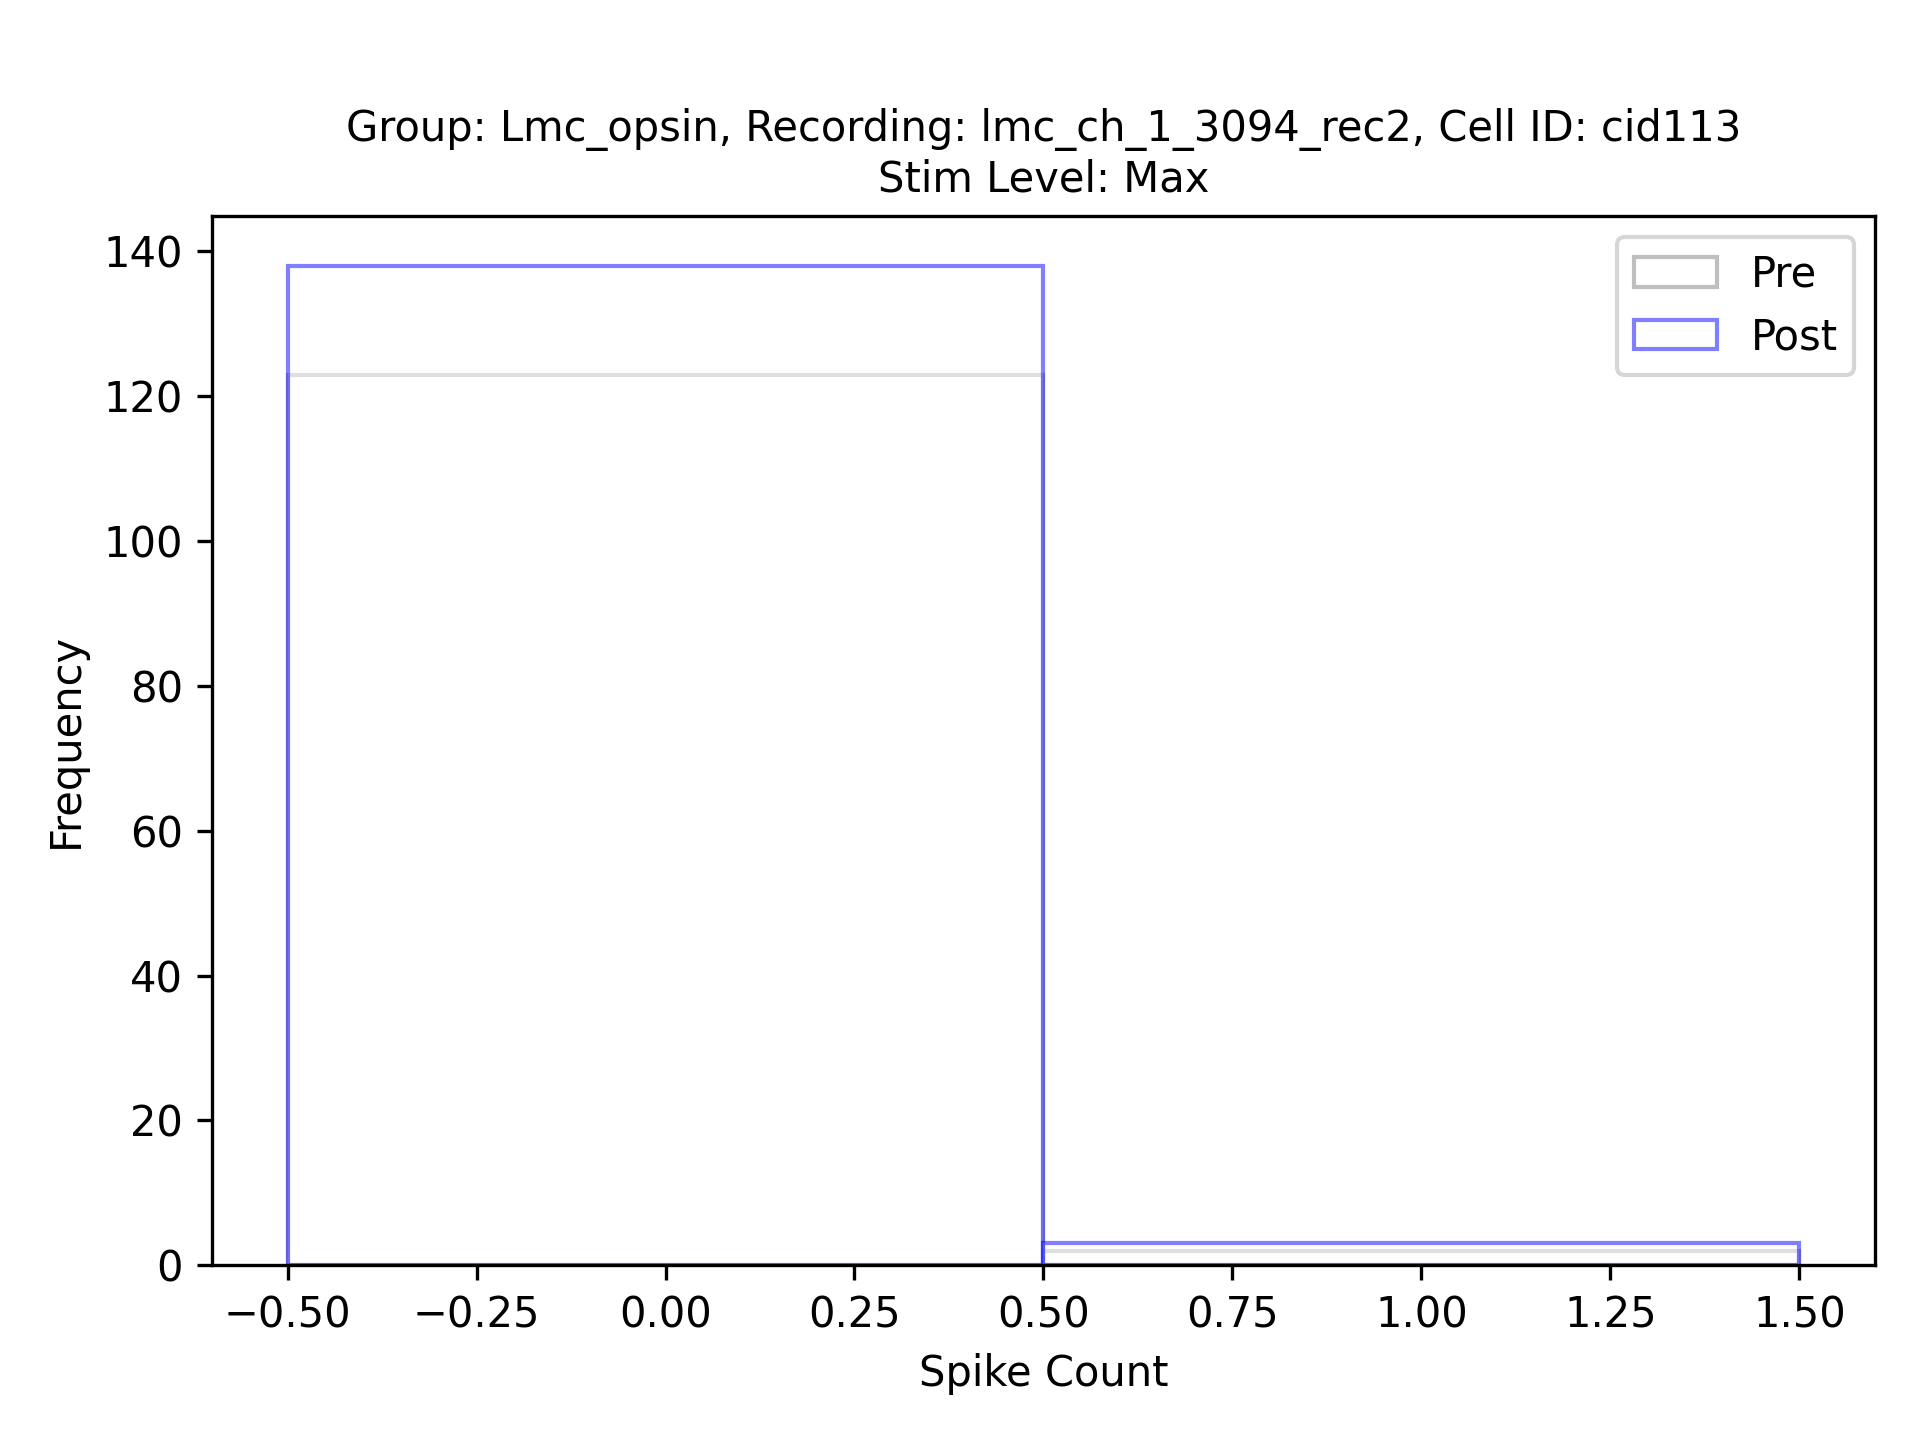 Group: Lmc_opsin, Recording: lmc_ch_1_3094_rec2, Cell ID: cid113
Stim Level: Max
Pre
Post
140
120
100
80
60
40
20
0
Frequency
−0.50 −0.25 0.00 0.25 0.50 0.75 1.00 1.25 1.50
Spike Count